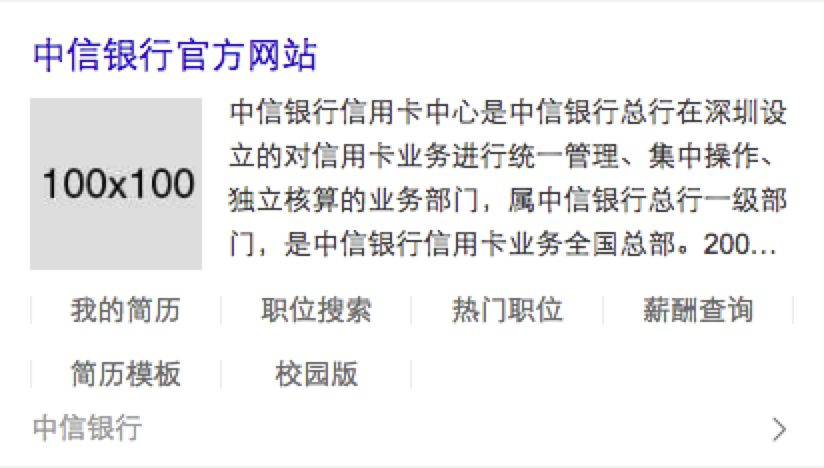 中信银行官方网站
100x100
中信银行信用卡中心是中信银行总行在深圳设
立的对信用卡业务进行统一管理、集中操作、
独立核算的业务部门，属中信银行总行一级部
门，是中信银行信用卡业务全国总部。200...
我的简历 职位搜索 热门职位 薪酬查询
简历模板 校园版
中信银行